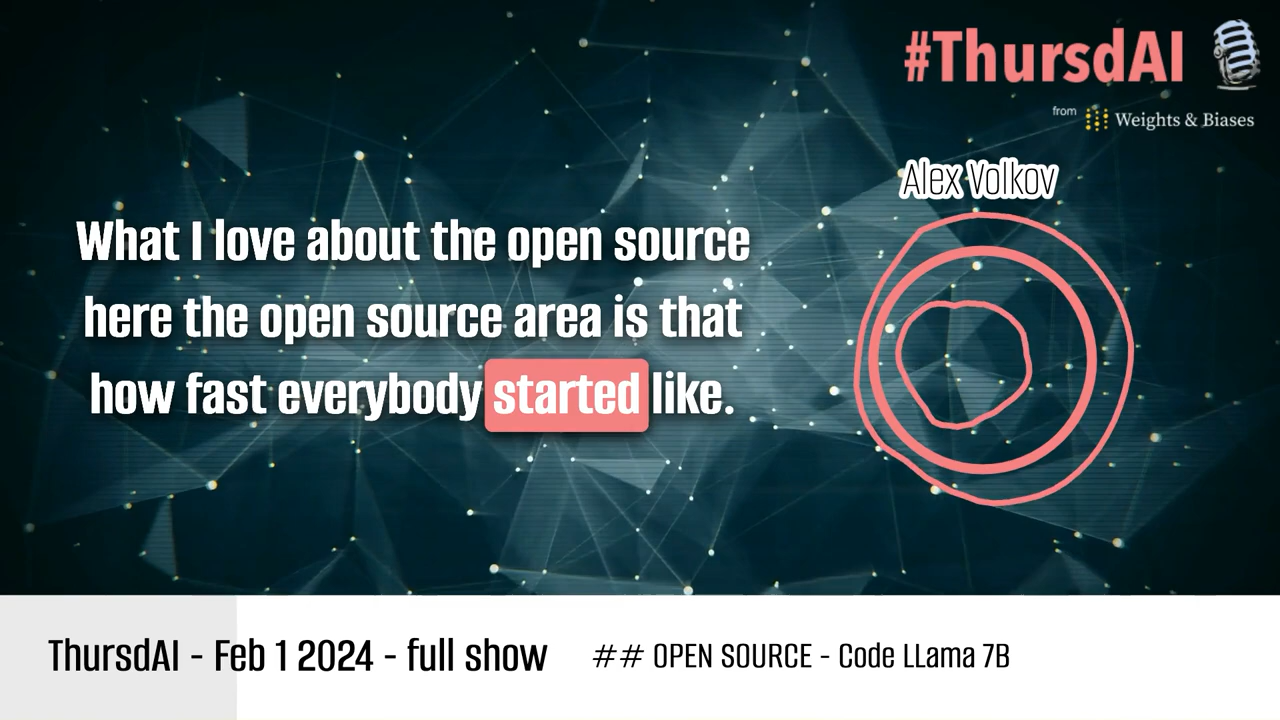 #ThursdAI
from Weights & Biases
Alex Volkov
What I love about the open source
here the open source area is that
how fast everybody started like.
ThursdAI - Feb 1 2024 - full show
## OPEN SOURCE - Code LLama 7B